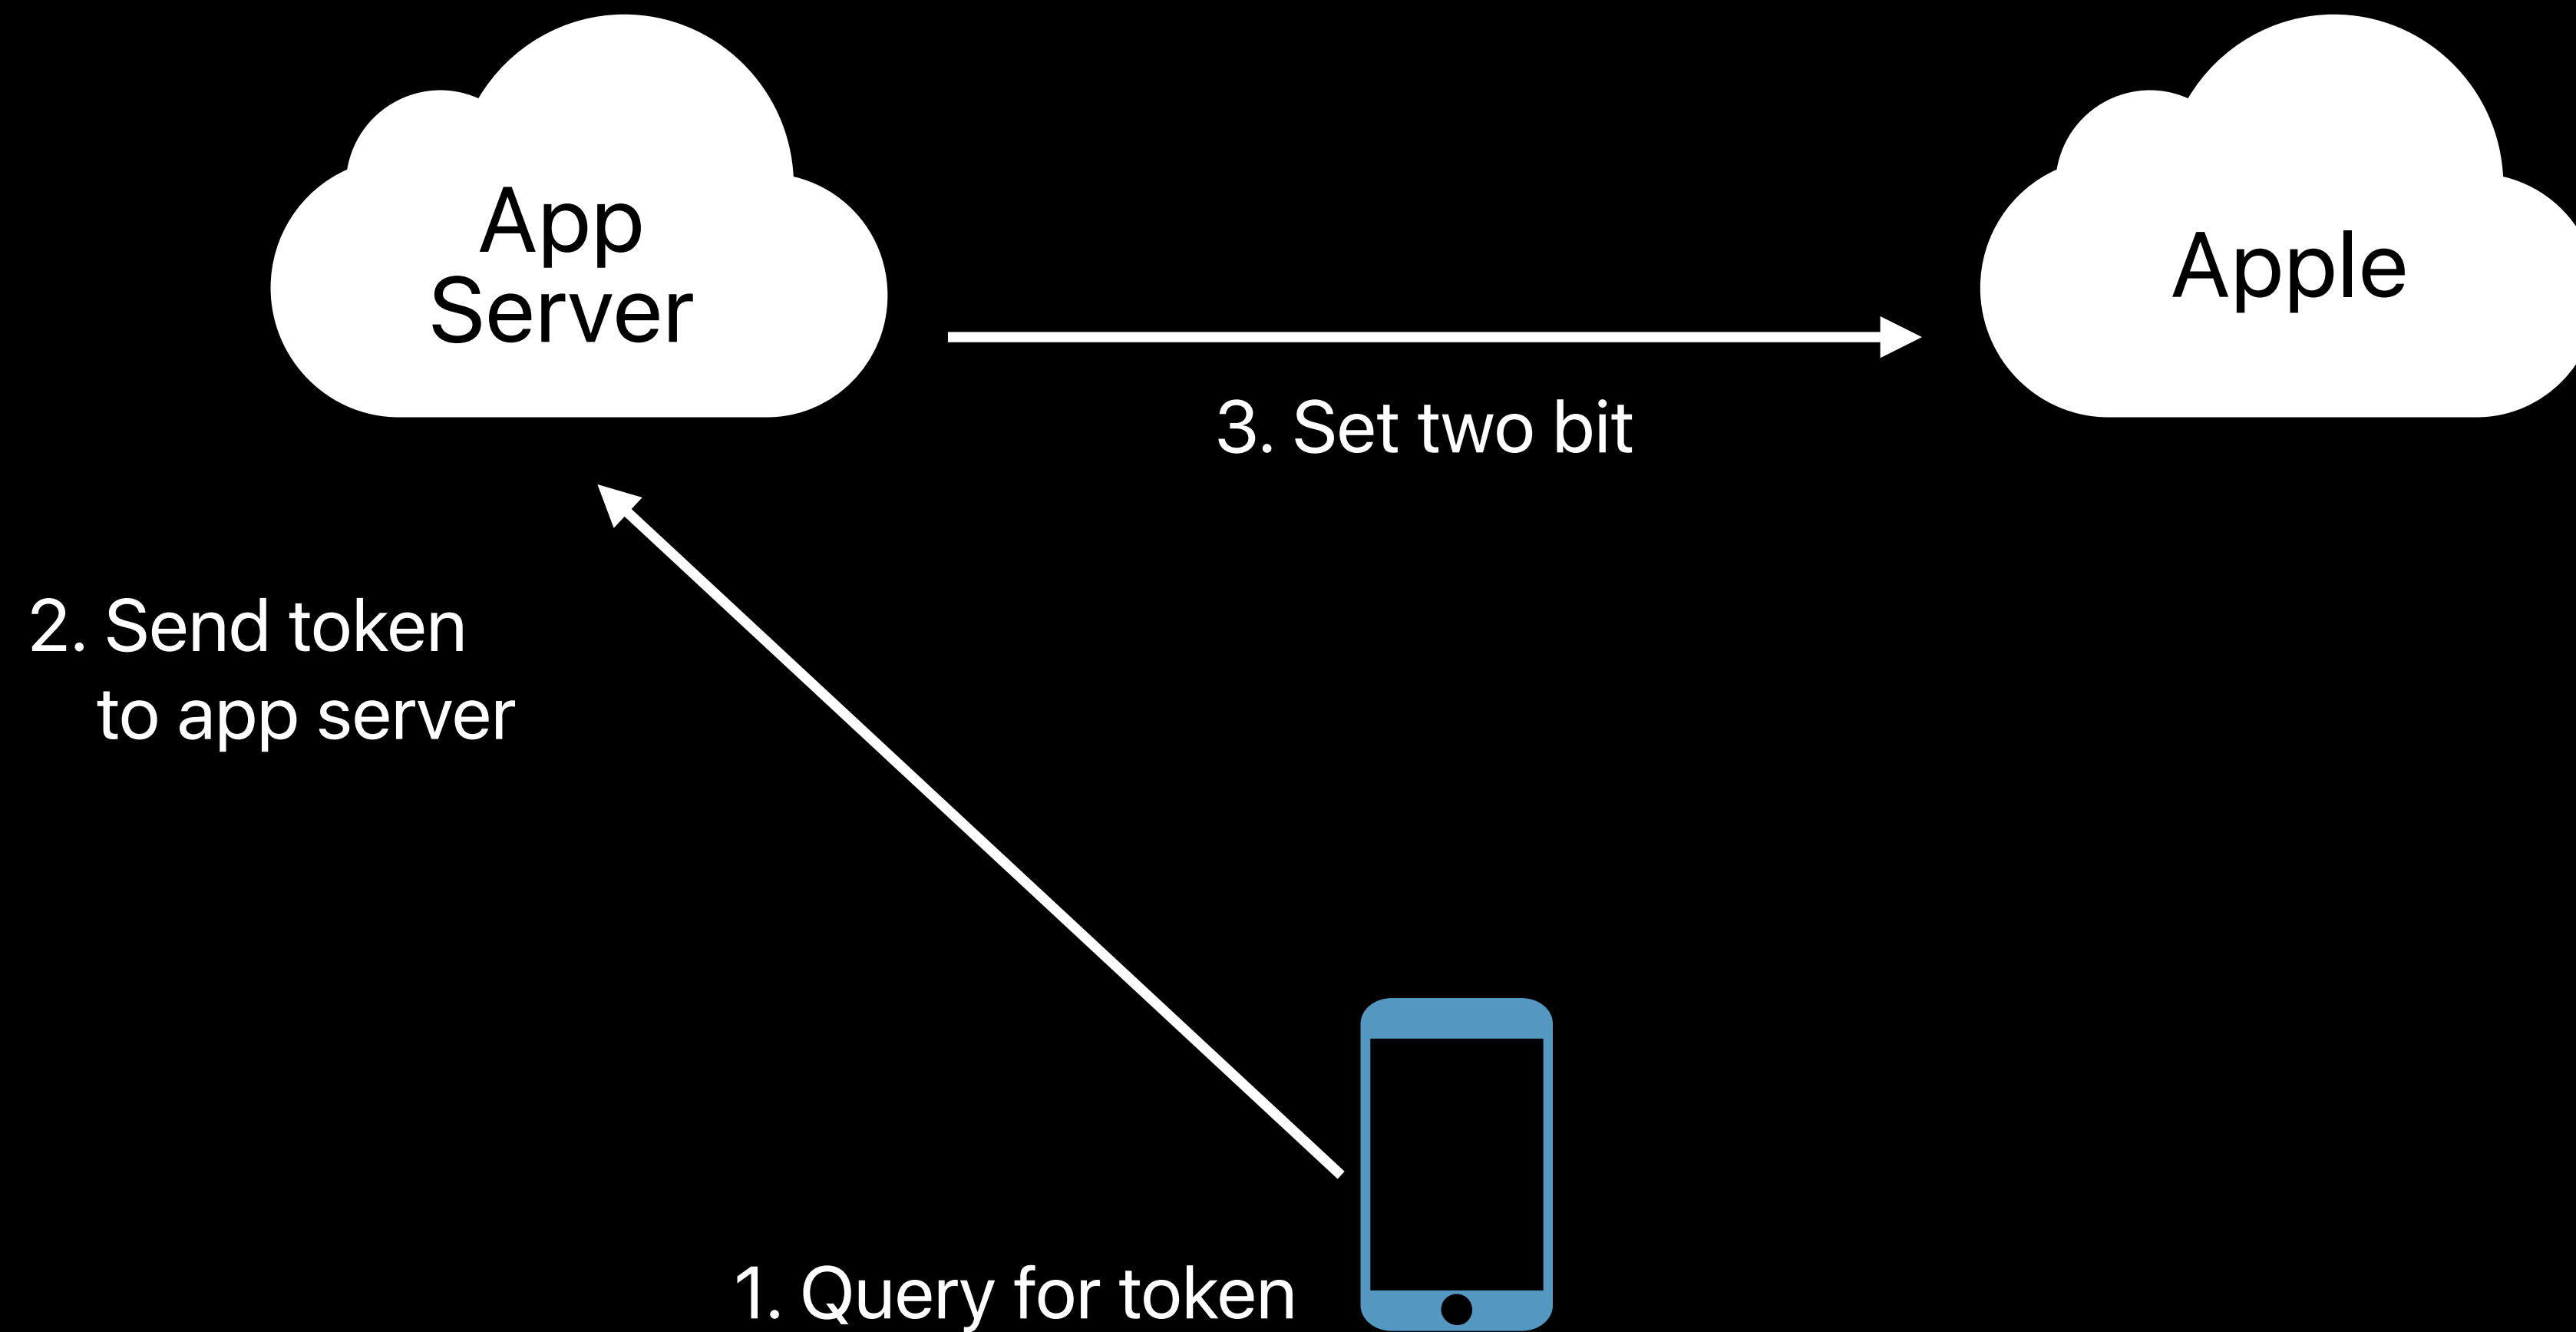 App
Server
Apple
3. Set two bit
2. Send token
to app server
1. Query for token